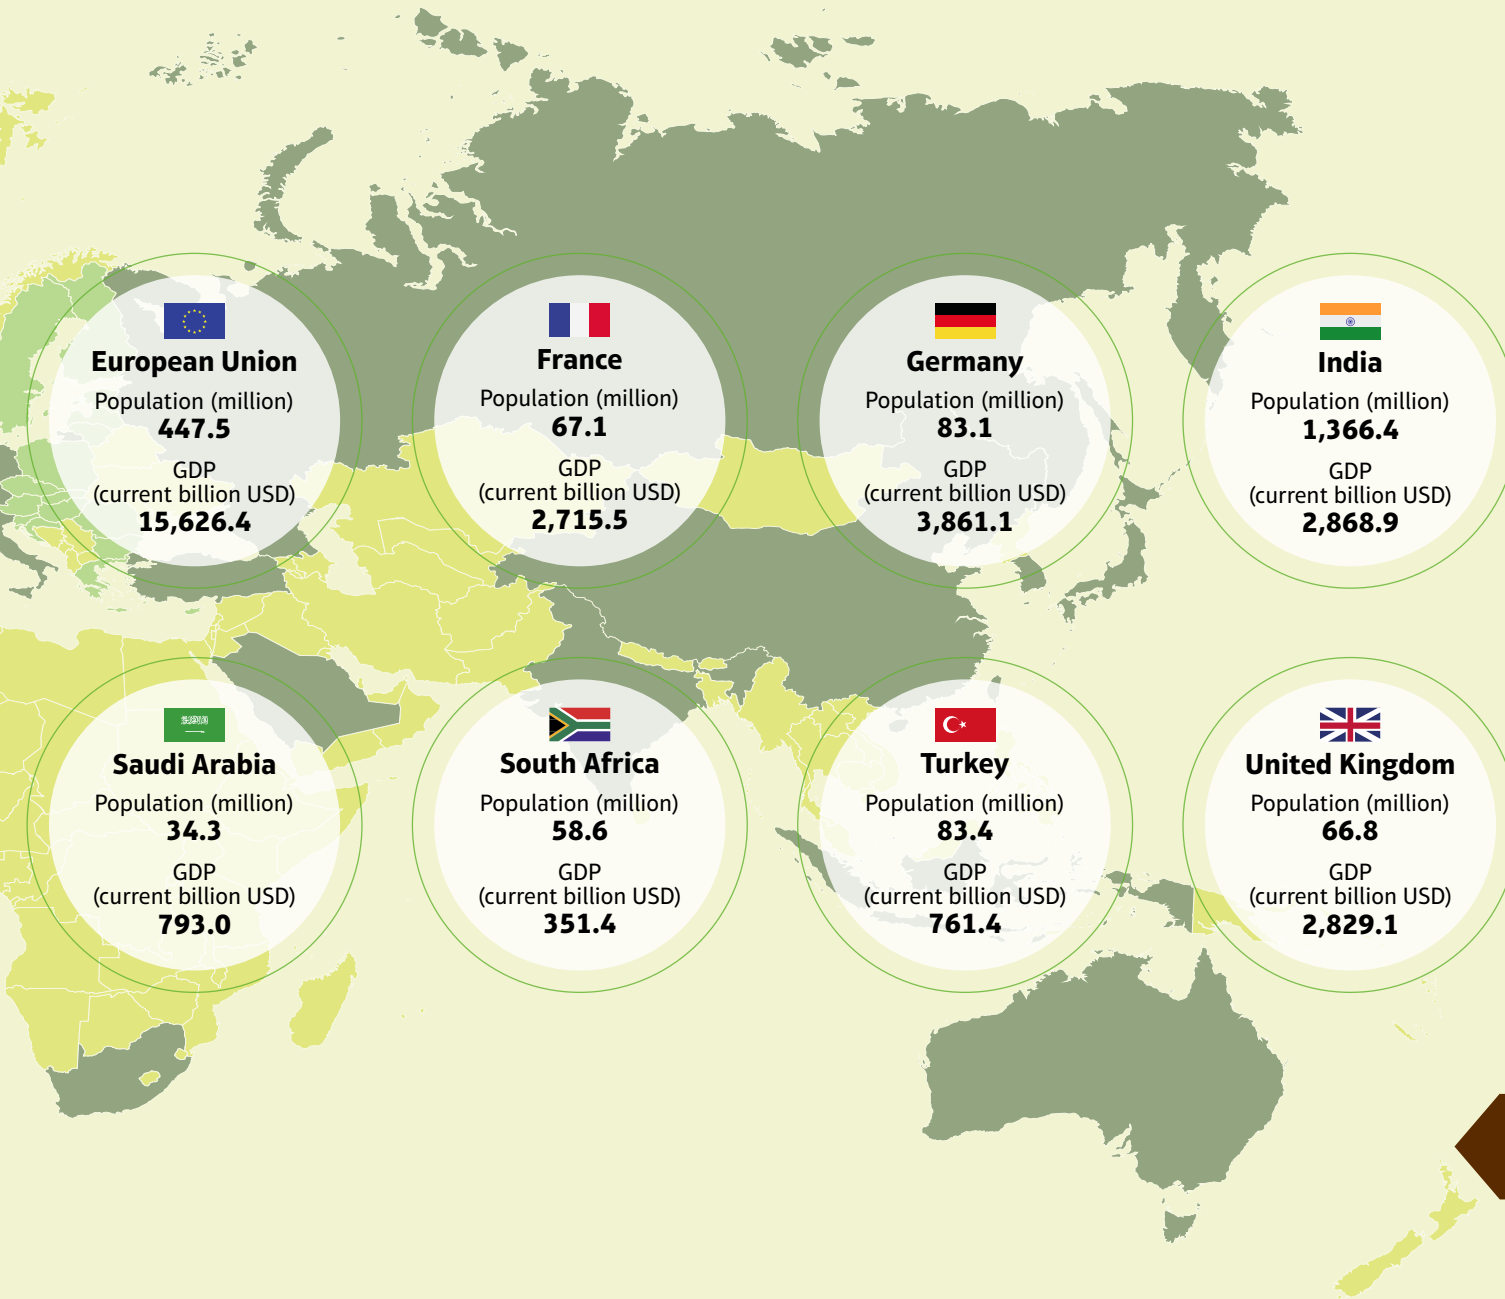 European Union
Population (million)
447.5
GDP
(current billion USD)
15,626.4
France
Population (million)
67.1
GDP
(current billion USD)
2,715.5
Germany
Population (million)
83.1
GDP
(current billion USD)
3,861.1
India
Population (million)
1,366.4
GDP
(current billion USD)
2,868.9
Saudi Arabia
Population (million)
34.3
GDP
(current billion USD)
793.0
South Africa
Population (million)
58.6
GDP
(current billion USD)
351.4
Turkey
Population (million)
83.4
GDP
(current billion USD)
761.4
United Kingdom
Population (million)
66.8
GDP
(current billion USD)
2,829.1